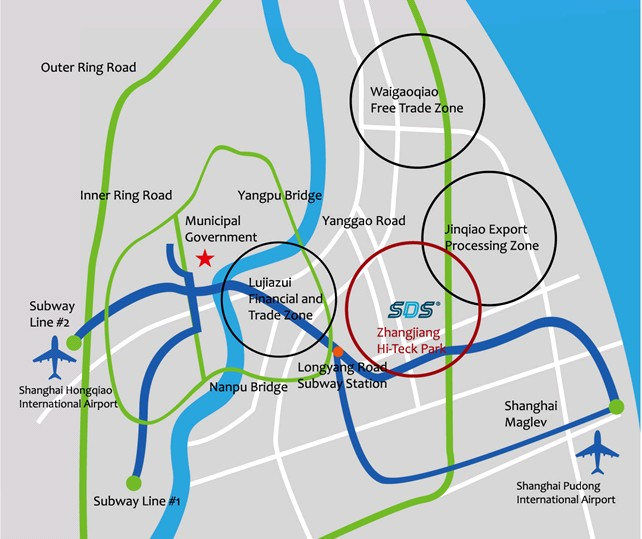 Outer Ring Road
Waigaoqiao
Free Trade Zone
Inner Ring Road
Yangpu Bridge
Municipal
Government
Yanggao Road
Jinqiao Export
Processing Zone
Lujiazui
Financial and
Trade Zone
SDS®
Zhangjiang
Hi-Teck Park
Subway
Line #2
Longyang Road
Subway Station
Nanpu Bridge
Shanghai Hongqiao
International Airport
Shanghai
Maglev
Subway Line #1
Shanghai Pudong
International Airport